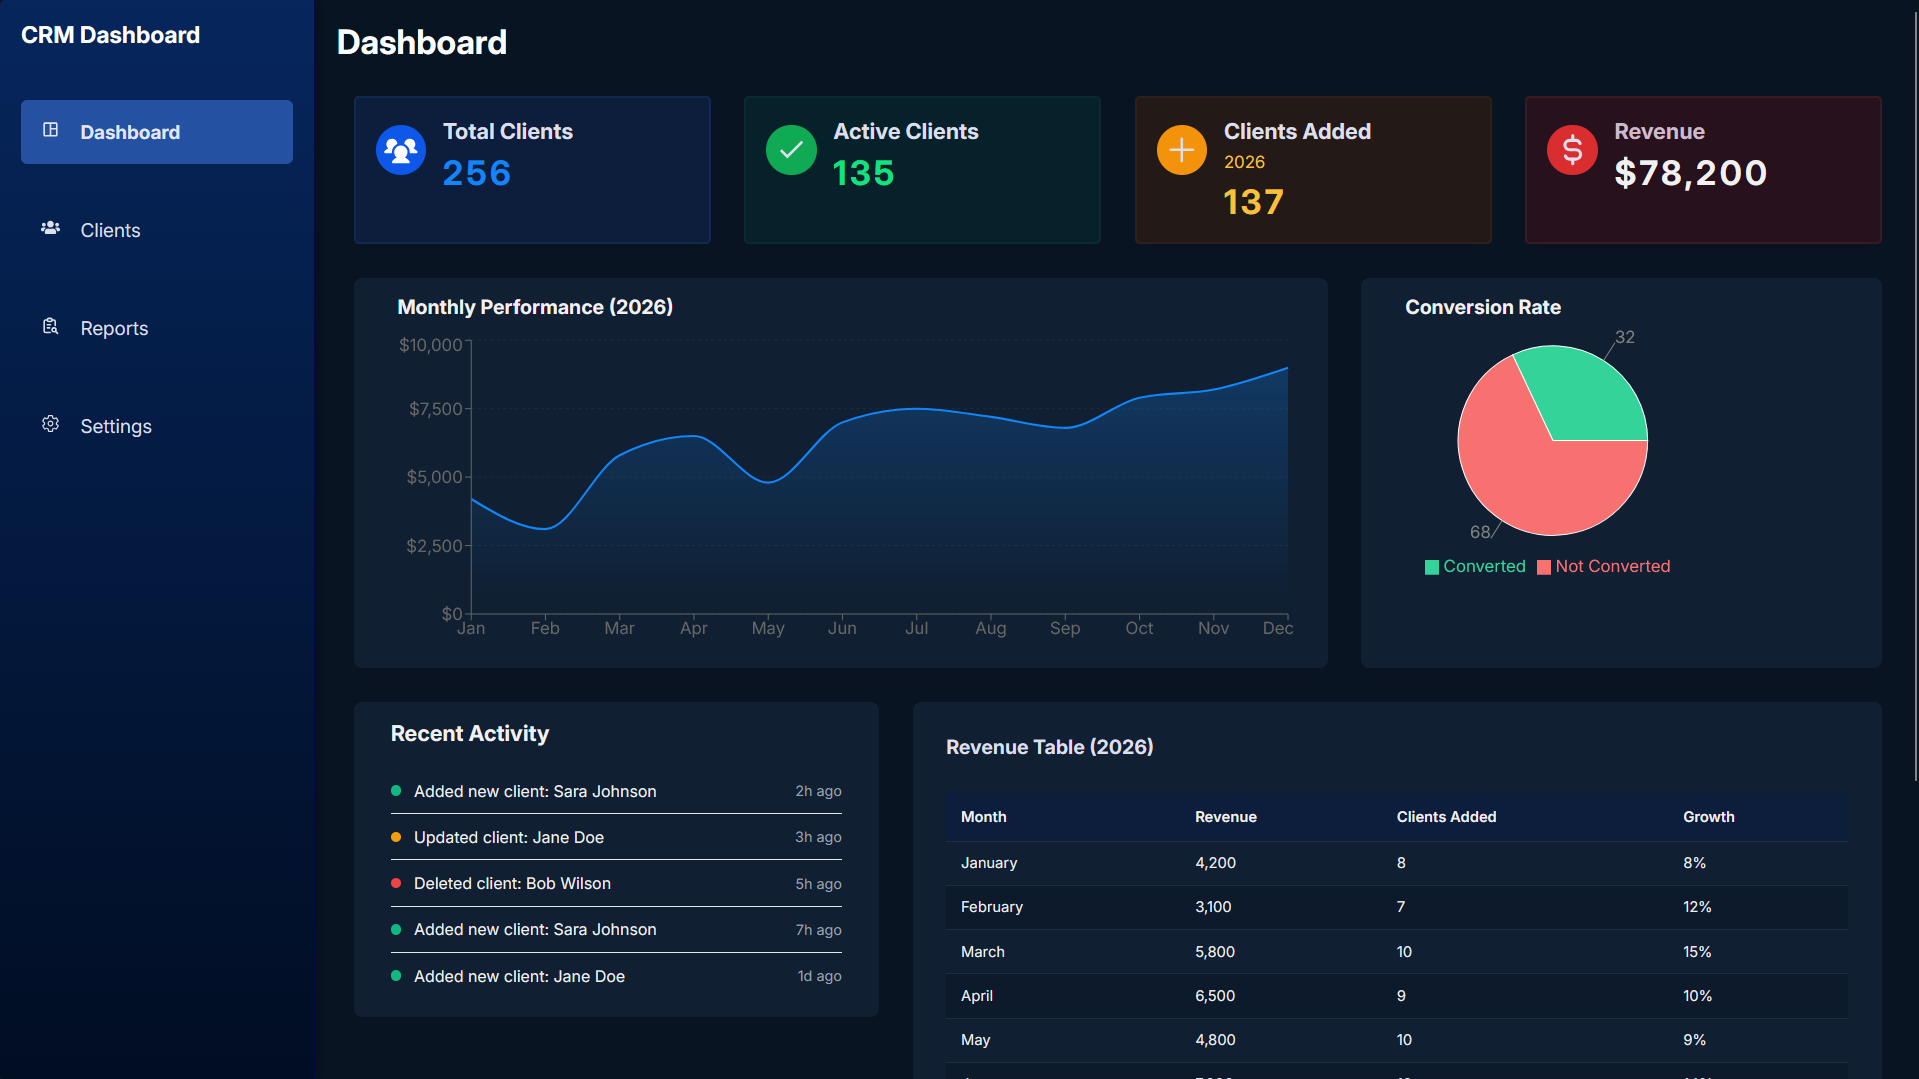 CRM Dashboard
Dashboard
Clients
Reports
Settings
Dashboard
Total Clients
256
Active Clients
135
Clients Added
2026
137
Revenue
$78,200
Monthly Performance (2026)
$10,000
$7,500
$5,000
$2,500
$0
Jan Feb Mar Apr May Jun Jul Aug Sep Oct Nov Dec
Conversion Rate
32
68
Converted Not Converted
Recent Activity
Added new client: Sara Johnson 2h ago
Updated client: Jane Doe 3h ago
Deleted client: Bob Wilson 5h ago
Added new client: Sara Johnson 7h ago
Added new client: Jane Doe 1d ago
Revenue Table (2026)
Month Revenue Clients Added Growth
January 4,200 8 8%
February 3,100 7 12%
March 5,800 10 15%
April 6,500 9 10%
May 4,800 10 9%